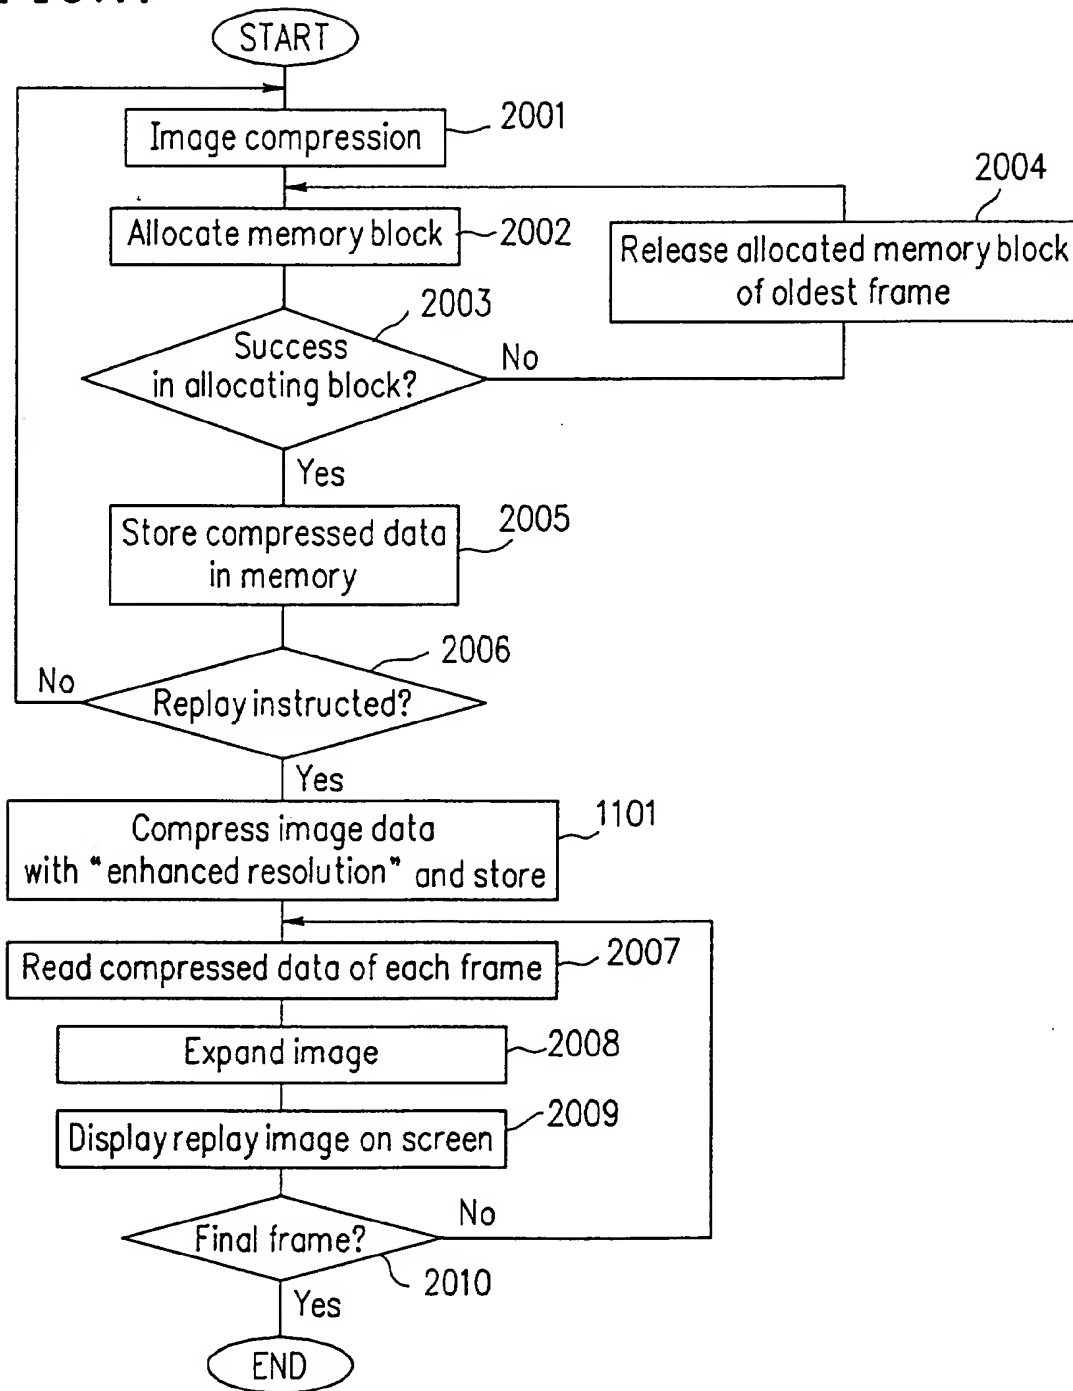 START
Image compression
2001
2004
Allocate memory block
2002
Release allocated memory block
of oldest frame
2003
Success
in allocating block?
No
Yes
Store compressed data
in memory
2005
2006
No
Replay instructed?
Yes
Compress image data
with "enhanced resolution" and store
1101
Read compressed data of each frame
2007
Expand image
2008
Display replay image on screen
2009
Final frame?
No
2010
Yes
END